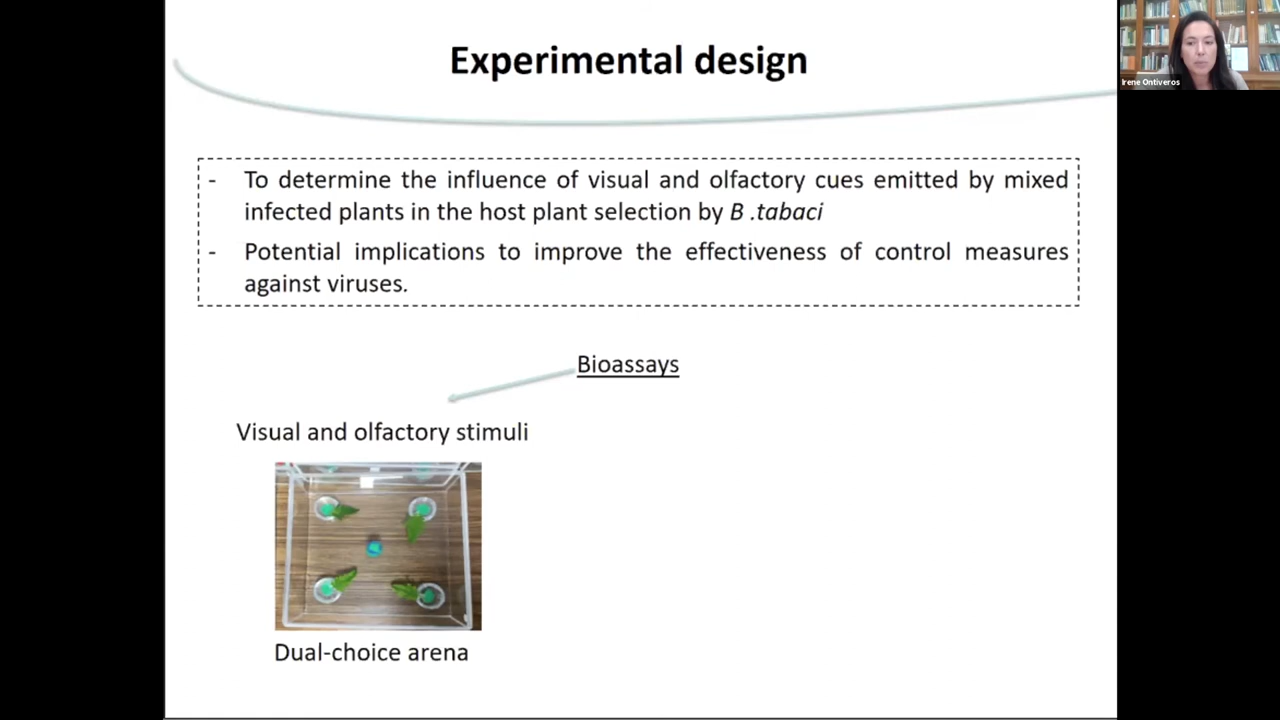 Experimental design
Irene Ontiveros
- To determine the influence of visual and olfactory cues emitted by mixed
infected plants in the host plant selection by B .tabaci
- Potential implications to improve the effectiveness of control measures
against viruses.
Bioassays
Visual and olfactory stimuli
Dual-choice arena